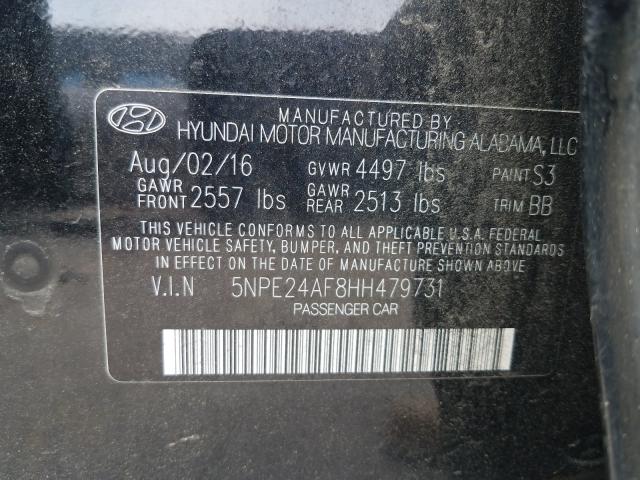 MANUFACTURED BY
HYUNDAI MOTOR MANUFACTURING ALABAMA, LLC
Aug/02/16 GVWR 4497 lbs PAINT S3
GAWR FRONT 2557 lbs GAWR REAR 2513 lbs TRIM BB
THIS VEHICLE CONFORMS TO ALL APPLICABLE U.S.A. FEDERAL
MOTOR VEHICLE SAFETY, BUMPER, AND THEFT PREVENTION STANDARDS
IN EFFECT ON THE DATE OF MANUFACTURE SHOWN ABOVE.
V.I.N 5NPE24AF8HH479731
PASSENGER CAR